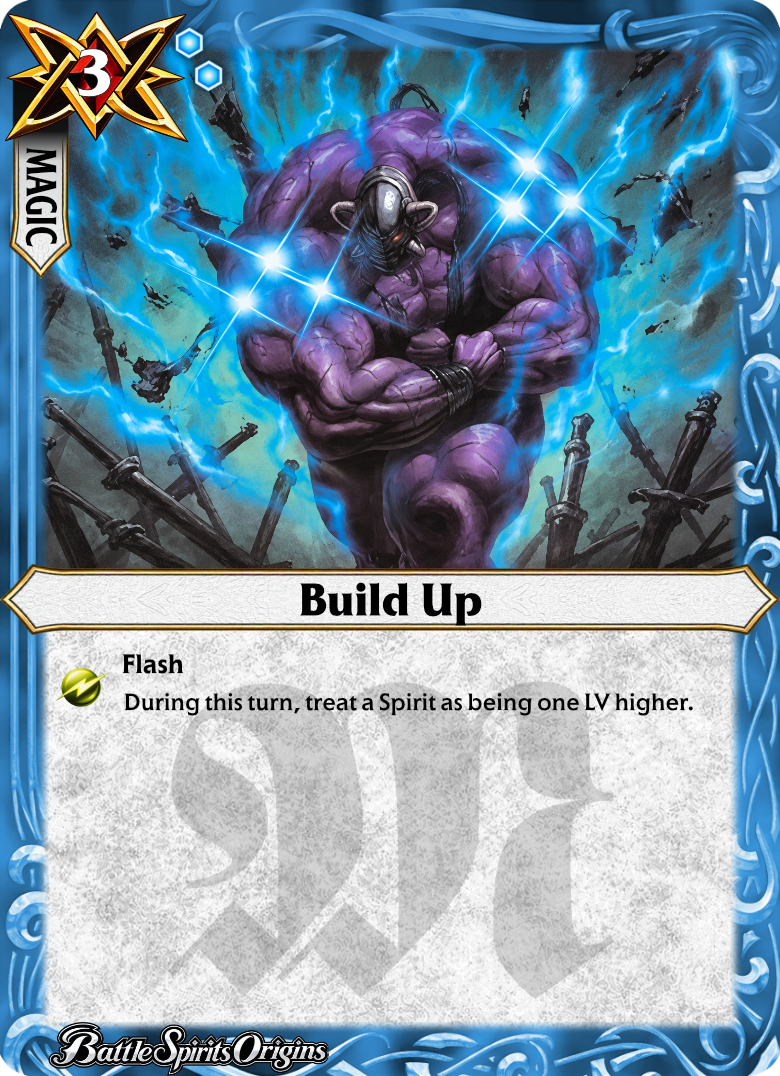 3
MAGIC
Build Up
Flash
During this turn, treat a Spirit as being one LV higher.
M
Battle Spirits Origins